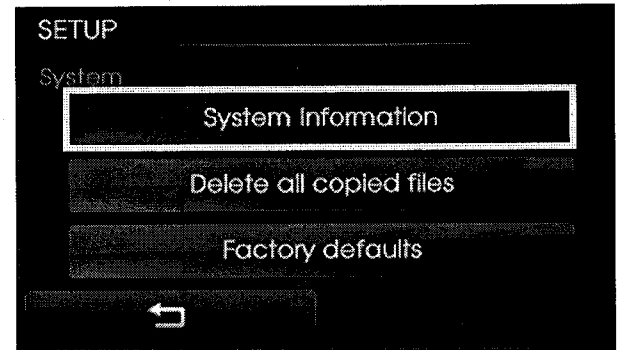 SETUP
System
System Information
Delete all copied files
Factory defaults